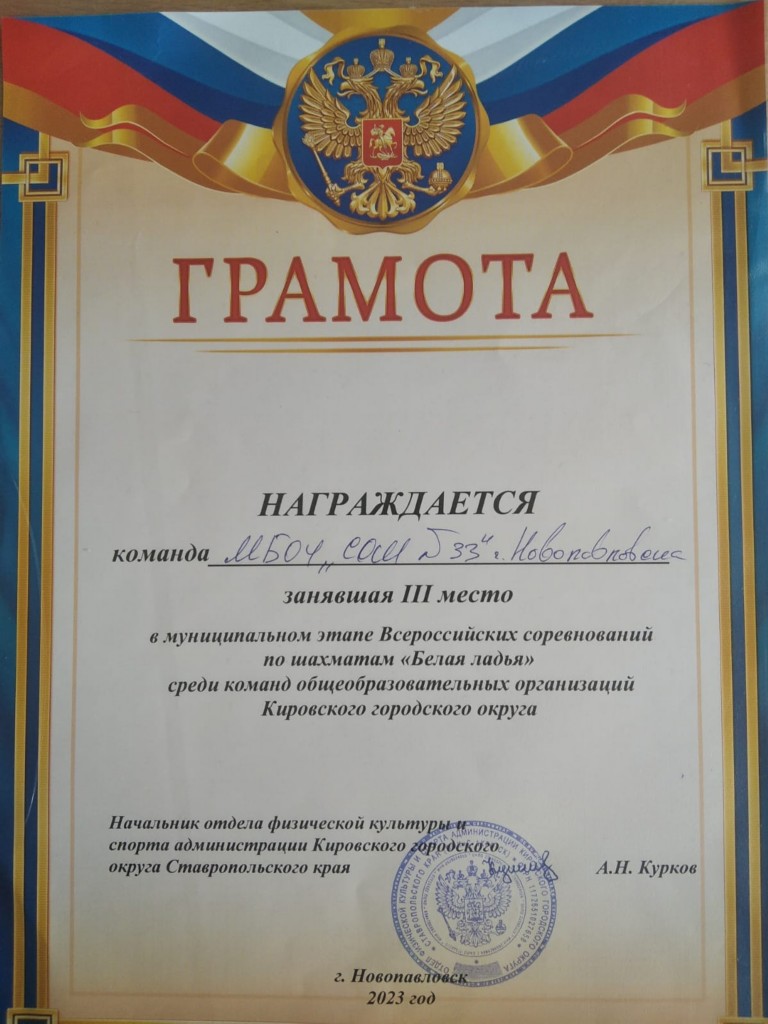 ГРАМОТА
НАГРАЖДАЕТСЯ
команда МБОУ „СОШ №33" г. Новопавловска
занявшая III место
в муниципальном этапе Всероссийских соревнований
по шахматам «Белая ладья»
среди команд общеобразовательных организаций
Кировского городского округа
Начальник отдела физической культуры и
спорта администрации Кировского городского
округа Ставропольского края А.Н. Курков
г. Новопавловск
2023 год